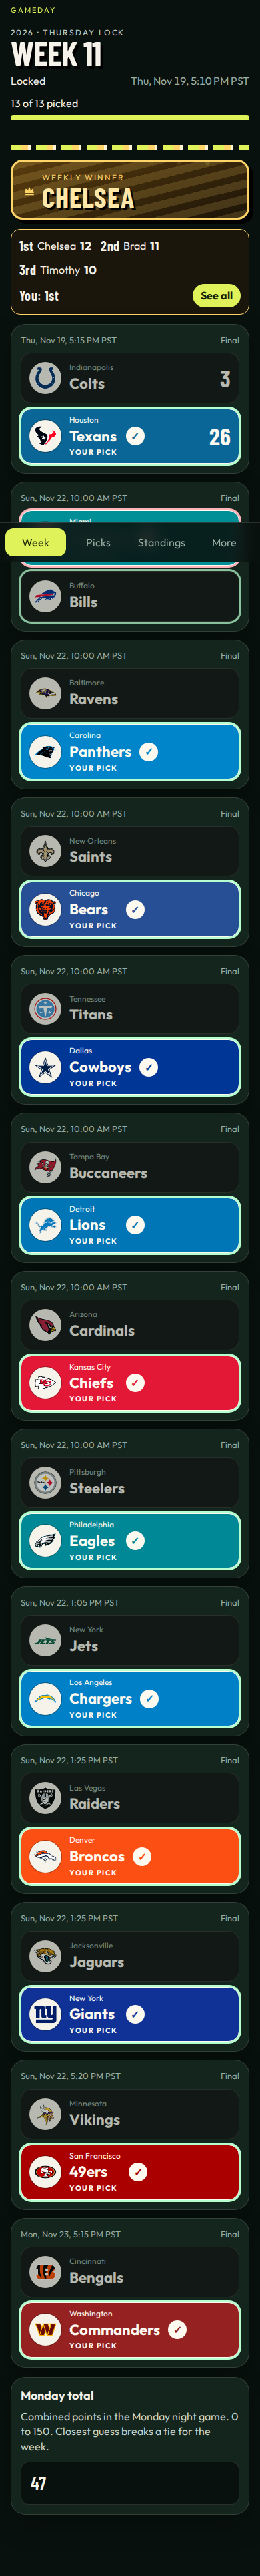 GAMEDAY
2026 · THURSDAY LOCK
WEEK 11
Locked Thu, Nov 19, 5:10 PM PST
13 of 13 picked
WEEKLY WINNER
CHELSEA
1st Chelsea 12 2nd Brad 11
3rd Timothy 10
You: 1st See all
Thu, Nov 19, 5:15 PM PST Final
Indianapolis
Colts 3
Houston
Texans ✓ 26
YOUR PICK
Sun, Nov 22, 10:00 AM PST Final
Miami
Week Picks Standings More
Buffalo
Bills
Sun, Nov 22, 10:00 AM PST Final
Baltimore
Ravens
Carolina
Panthers ✓
YOUR PICK
Sun, Nov 22, 10:00 AM PST Final
New Orleans
Saints
Chicago
Bears ✓
YOUR PICK
Sun, Nov 22, 10:00 AM PST Final
Tennessee
Titans
Dallas
Cowboys ✓
YOUR PICK
Sun, Nov 22, 10:00 AM PST Final
Tampa Bay
Buccaneers
Detroit
Lions ✓
YOUR PICK
Sun, Nov 22, 10:00 AM PST Final
Arizona
Cardinals
Kansas City
Chiefs ✓
YOUR PICK
Sun, Nov 22, 10:00 AM PST Final
Pittsburgh
Steelers
Philadelphia
Eagles ✓
YOUR PICK
Sun, Nov 22, 1:05 PM PST Final
New York
Jets
Los Angeles
Chargers ✓
YOUR PICK
Sun, Nov 22, 1:25 PM PST Final
Las Vegas
Raiders
Denver
Broncos ✓
YOUR PICK
Sun, Nov 22, 1:25 PM PST Final
Jacksonville
Jaguars
New York
Giants ✓
YOUR PICK
Sun, Nov 22, 5:20 PM PST Final
Minnesota
Vikings
San Francisco
49ers ✓
YOUR PICK
Mon, Nov 23, 5:15 PM PST Final
Cincinnati
Bengals
Washington
Commanders ✓
YOUR PICK
Monday total
Combined points in the Monday night game. 0
to 150. Closest guess breaks a tie for the
week.
47